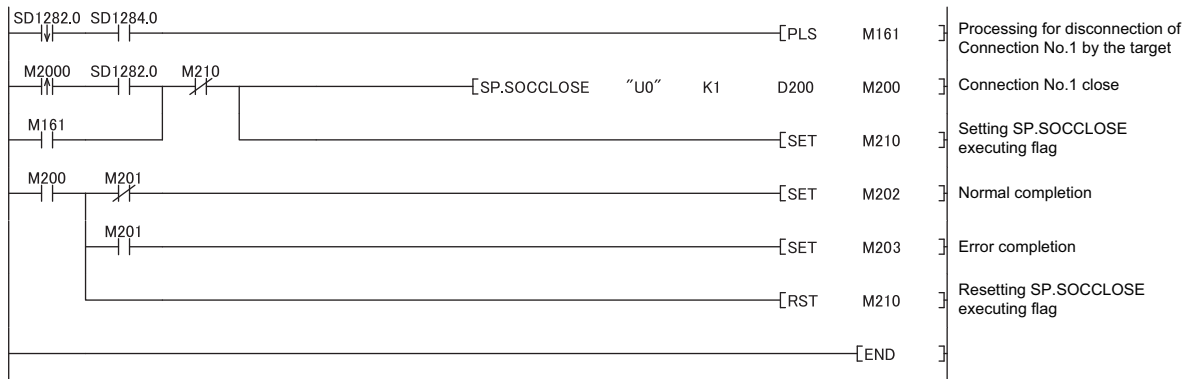 SD1282.0 SD1284.0
[PLS M161 ] Processing for disconnection of
Connection No.1 by the target
M2000 SD1282.0 M210
[SP.SOCCLOSE "U0" K1 D200 M200 ] Connection No.1 close
M161
[SET M210 ] Setting SP.SOCCLOSE
executing flag
M200 M201
[SET M202 ] Normal completion
M201
[SET M203 ] Error completion
[RST M210 ] Resetting SP.SOCCLOSE
executing flag
[END ]